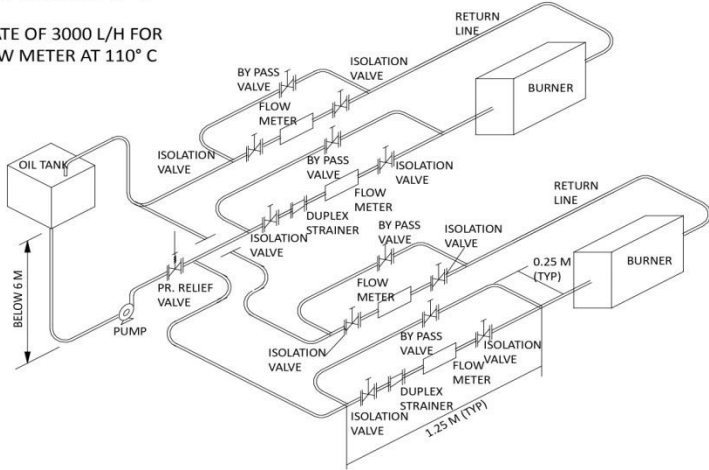 ATE OF 3000 L/H FOR
W METER AT 110° C
RETURN
LINE
ISOLATION
VALVE
BY PASS
VALVE
FLOW
METER
BURNER
OIL TANK
ISOLATION
VALVE
BY PASS
VALVE
ISOLATION
VALVE
FLOW
METER
DUPLEX
STRAINER
ISOLATION
VALVE
RETURN
LINE
BY PASS
VALVE
ISOLATION
VALVE
0.25 M
(TYP)
BURNER
BELOW 6 M
PR. RELIEF
VALVE
PUMP
FLOW
METER
ISOLATION
VALVE
BY PASS
VALVE
ISOLATION
VALVE
FLOW
METER
DUPLEX
STRAINER
ISOLATION
VALVE
1.25 M (TYP)